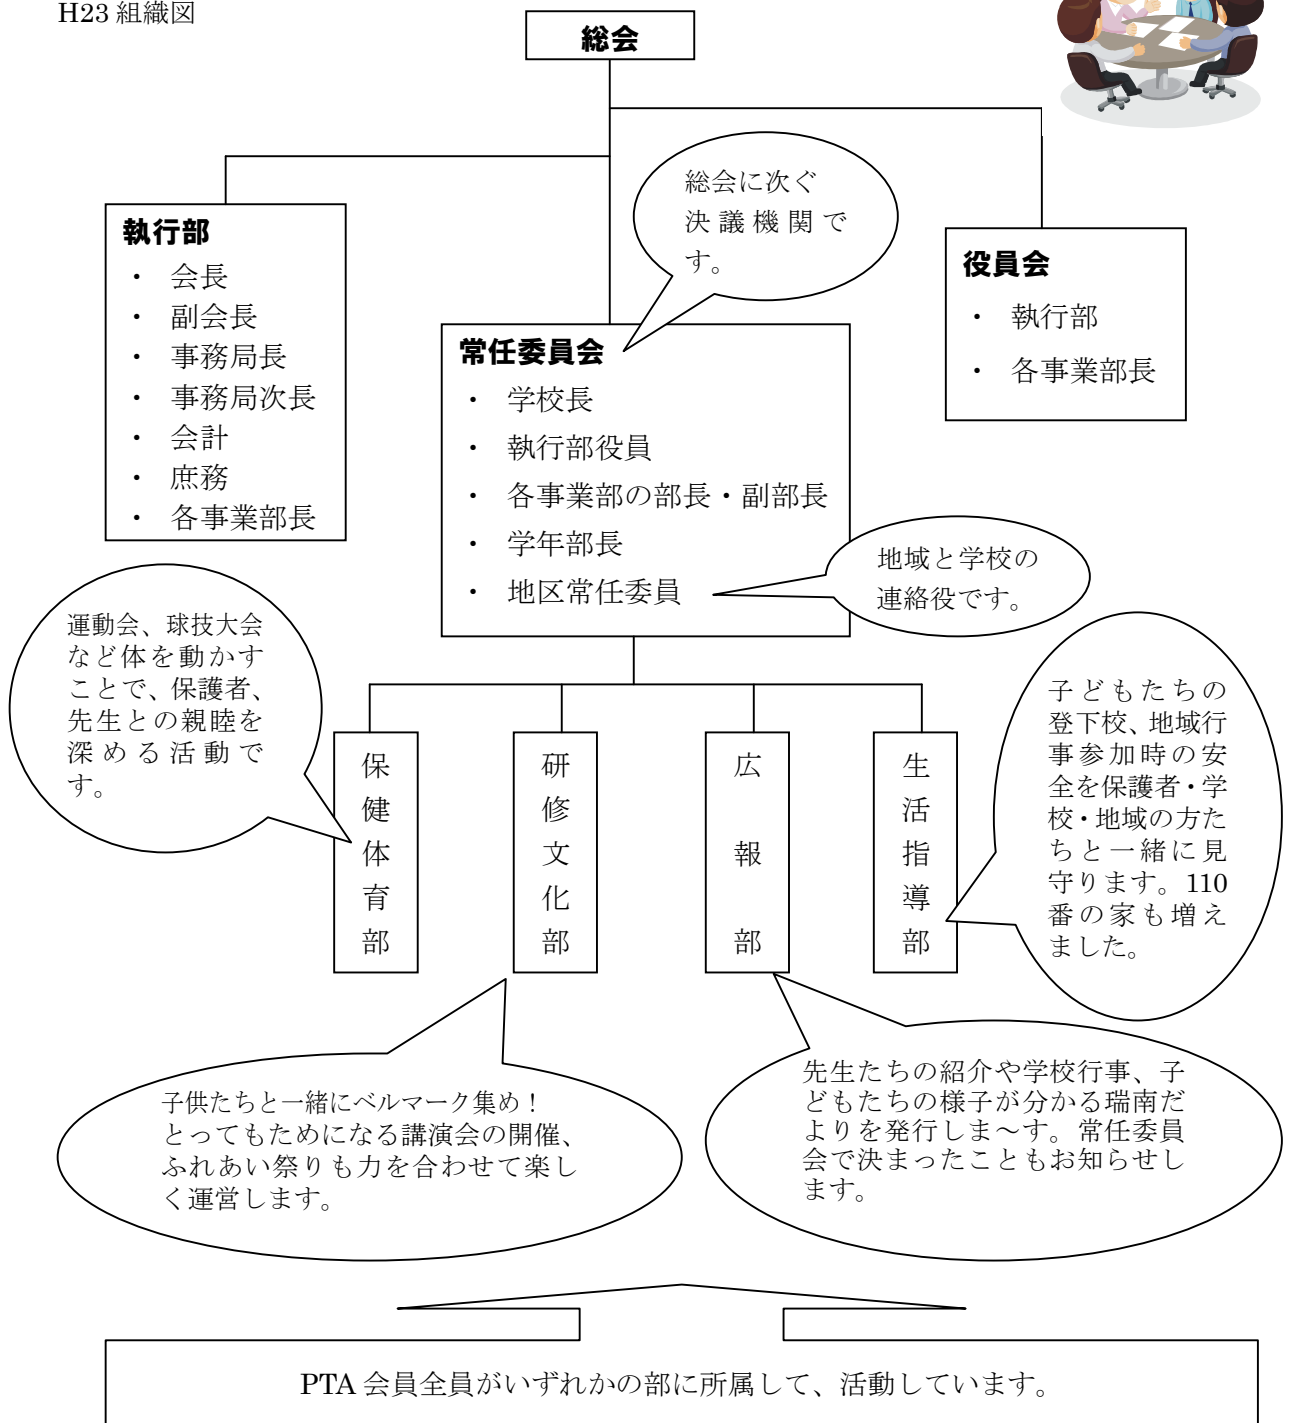 H23 組織図
総会
総会に次ぐ
決議機関で
す。
執行部
・ 会長
・ 副会長
・ 事務局長
・ 事務局次長
・ 会計
・ 庶務
・ 各事業部長
役員会
・ 執行部
・ 各事業部長
常任委員会
・ 学校長
・ 執行部役員
・ 各事業部の部長・副部長
・ 学年部長
・ 地区常任委員
地域と学校の
連絡役です。
運動会、球技大会
など体を動かす
ことで、保護者、
先生との親睦を
深める活動で
す。
子どもたちの
登下校、地域行
事参加時の安
全を保護者・学
校・地域の方た
ちと一緒に見
守ります。110
番の家も増え
ました。
保健体育部
研修文化部
広報部
生活指導部
子供たちと一緒にベルマーク集め!
とってもためになる講演会の開催、
ふれあい祭りも力を合わせて楽し
く運営します。
先生たちの紹介や学校行事、子
どもたちの様子が分かる瑞南だ
よりを発行しま~す。常任委員
会で決まったこともお知らせし
ます。
PTA 会員全員がいずれかの部に所属して、活動しています。